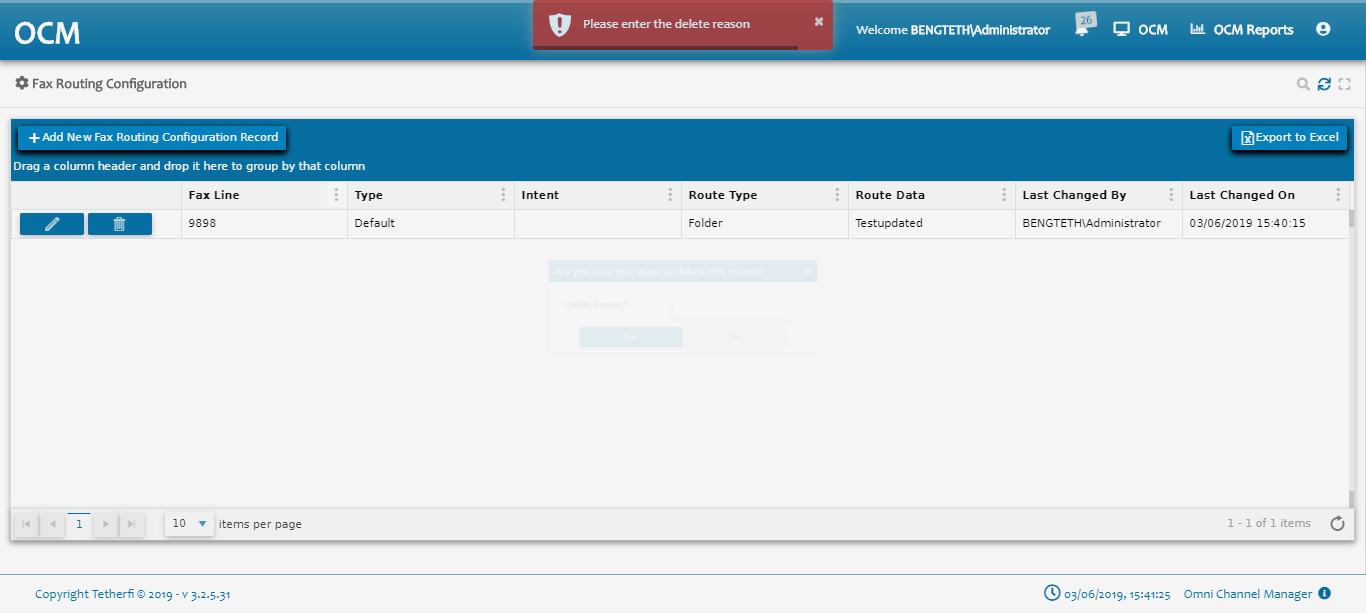 OCM
Please enter the delete reason
Welcome BENGTETH\Administrator
26
OCM
OCM Reports
Fax Routing Configuration
Add New Fax Routing Configuration Record
Export to Excel
Drag a column header and drop it here to group by that column
Fax Line Type Intent Route Type Route Data Last Changed By Last Changed On
9898 Default Folder Testupdated BENGTETH\Administrator 03/06/2019 15:40:15
Are you sure you want to delete this record?
Delete Reason*
Yes No
1 10 items per page 1 - 1 of 1 items
Copyright Tetherfi © 2019 - v 3.2.5.31 03/06/2019, 15:41:25 Omni Channel Manager